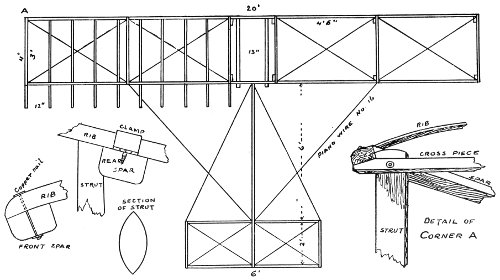 A
20'
4'
3'
4' 6"
13"
12"
PIANO WIRE NO. 16
6'
2'
6'
CLAMP
RIB
REAR
SPAR
STRUT
SECTION
OF
STRUT
Copper nail
RIB
FRONT SPAR
RIB
CROSS PIECE
SPAR
STRUT
DETAIL OF
CORNER A